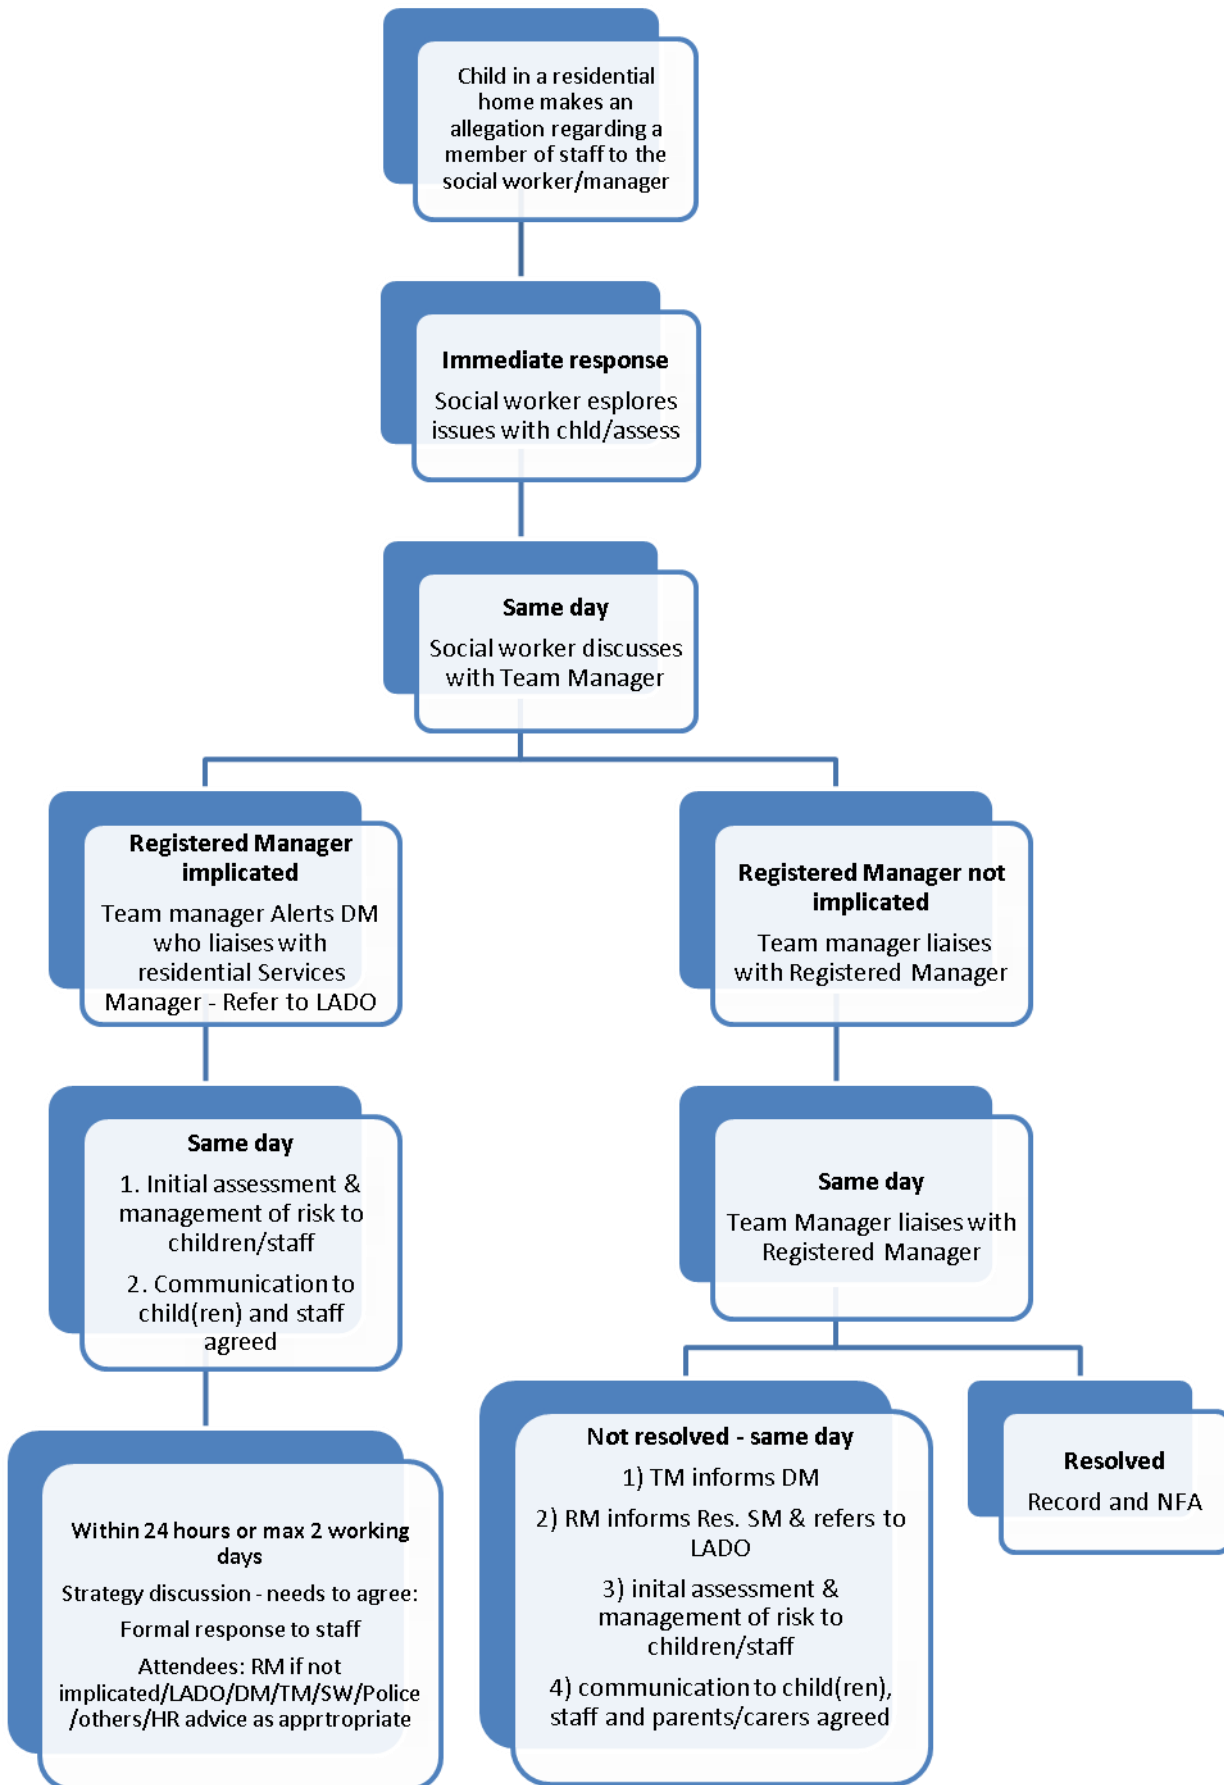 Child in a residential
home makes an
allegation regarding a
member of staff to the
social worker/manager
Immediate response
Social worker esplores
issues with chld/assess
Same day
Social worker discusses
with Team Manager
Registered Manager
implicated
Team manager Alerts DM
who liaises with
residential Services
Manager - Refer to LADO
Registered Manager not
implicated
Team manager liaises
with Registered Manager
Same day
1. Initial assessment &
management of risk to
children/staff
2. Communication to
child(ren) and staff
agreed
Same day
Team Manager liaises with
Registered Manager
Within 24 hours or max 2 working
days
Strategy discussion - needs to agree:
Formal response to staff
Attendees: RM if not
implicated/LADO/DM/TM/SW/Police
/others/HR advice as apprtropriate
Not resolved - same day
1) TM informs DM
2) RM informs Res. SM & refers to
LADO
3) inital assessment &
management of risk to
children/staff
4) communication to child(ren),
staff and parents/carers agreed
Resolved
Record and NFA